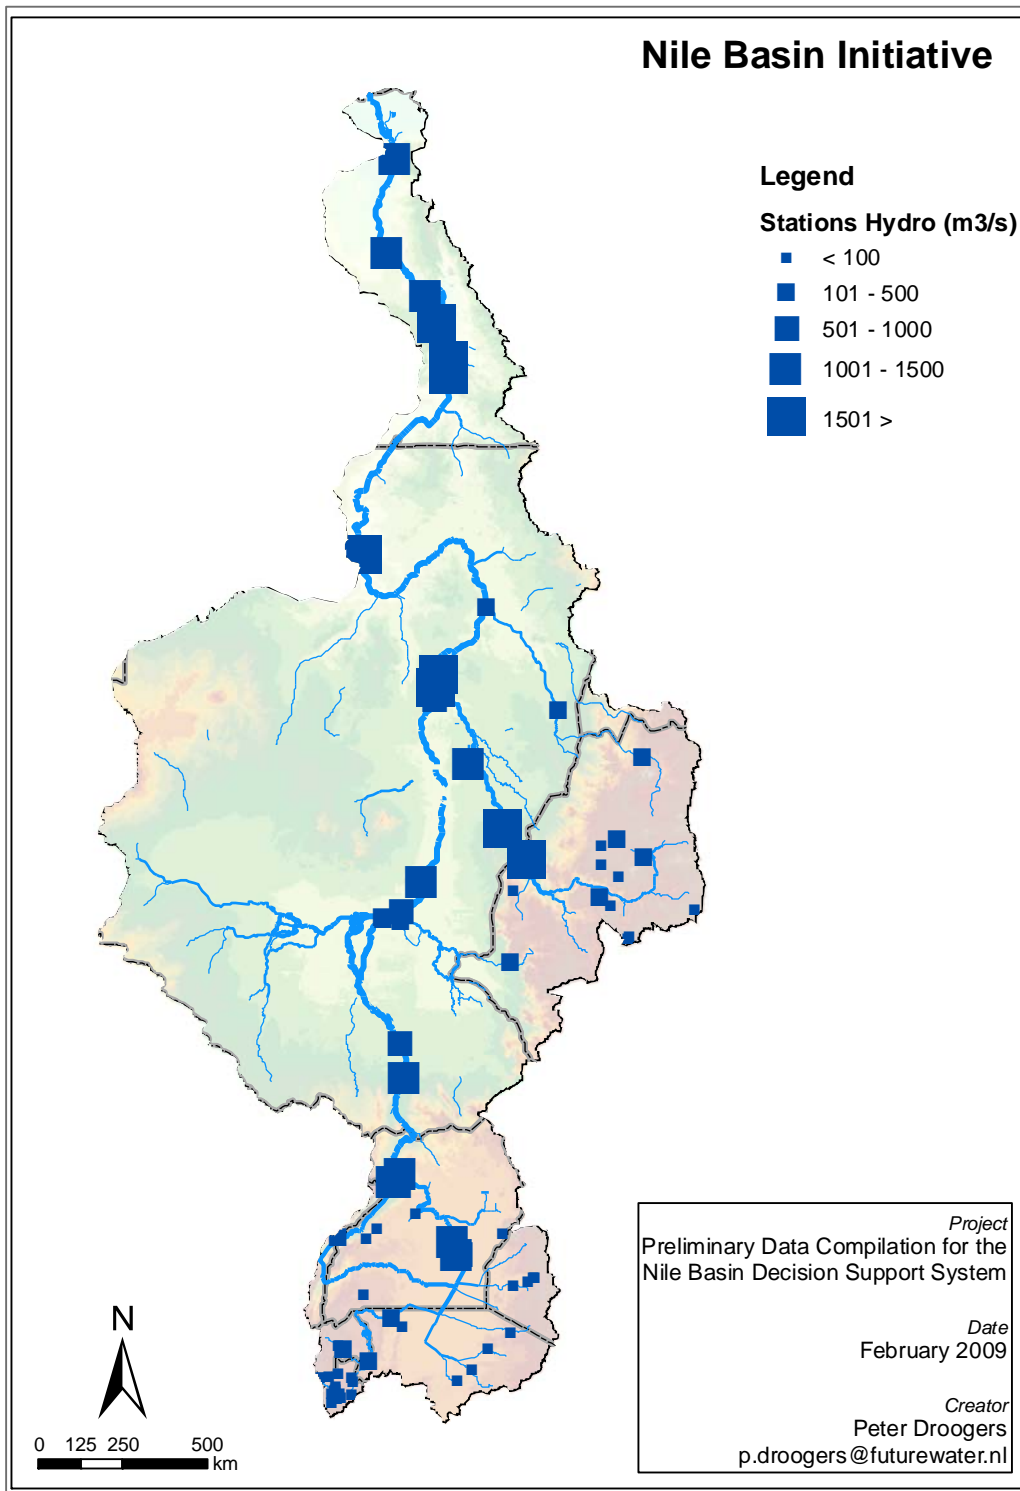 Nile Basin Initiative
Legend
Stations Hydro (m3/s)
< 100
101 - 500
501 - 1000
1001 - 1500
1501 >
N
0 125 250 500
km
Project
Preliminary Data Compilation for the
Nile Basin Decision Support System
Date
February 2009
Creator
Peter Droogers
p.droogers@futurewater.nl